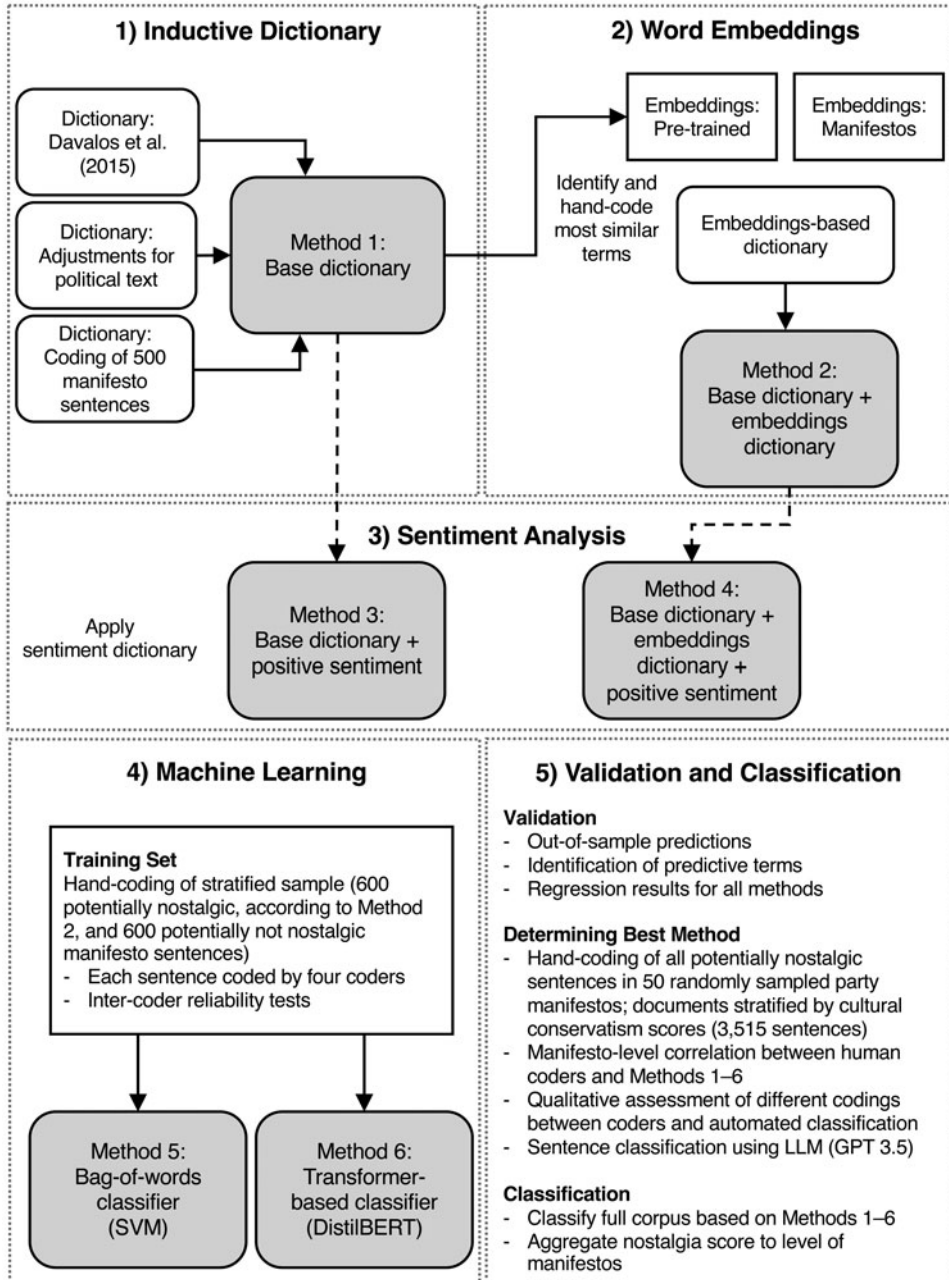 1) Inductive Dictionary
Dictionary:
Davalos et al.
(2015)
Dictionary:
Adjustments for
political text
Dictionary:
Coding of 500
manifesto
sentences
Method 1:
Base dictionary
2) Word Embeddings
Embeddings:
Pre-trained
Embeddings:
Manifestos
Identify and
hand-code
most similar
terms
Embeddings-based
dictionary
Method 2:
Base dictionary +
embeddings
dictionary
3) Sentiment Analysis
Apply
sentiment dictionary
Method 3:
Base dictionary +
positive sentiment
Method 4:
Base dictionary +
embeddings
dictionary +
positive sentiment
4) Machine Learning
Training Set
Hand-coding of stratified sample (600
potentially nostalgic, according to Method
2, and 600 potentially not nostalgic
manifesto sentences)
- Each sentence coded by four coders
- Inter-coder reliability tests
Method 5:
Bag-of-words
classifier
(SVM)
Method 6:
Transformer-
based classifier
(DistilBERT)
5) Validation and Classification
Validation
- Out-of-sample predictions
- Identification of predictive terms
- Regression results for all methods
Determining Best Method
- Hand-coding of all potentially nostalgic
sentences in 50 randomly sampled party
manifestos; documents stratified by cultural
conservatism scores (3,515 sentences)
- Manifesto-level correlation between human
coders and Methods 1–6
- Qualitative assessment of different codings
between coders and automated classification
- Sentence classification using LLM (GPT 3.5)
Classification
- Classify full corpus based on Methods 1–6
- Aggregate nostalgia score to level of
manifestos